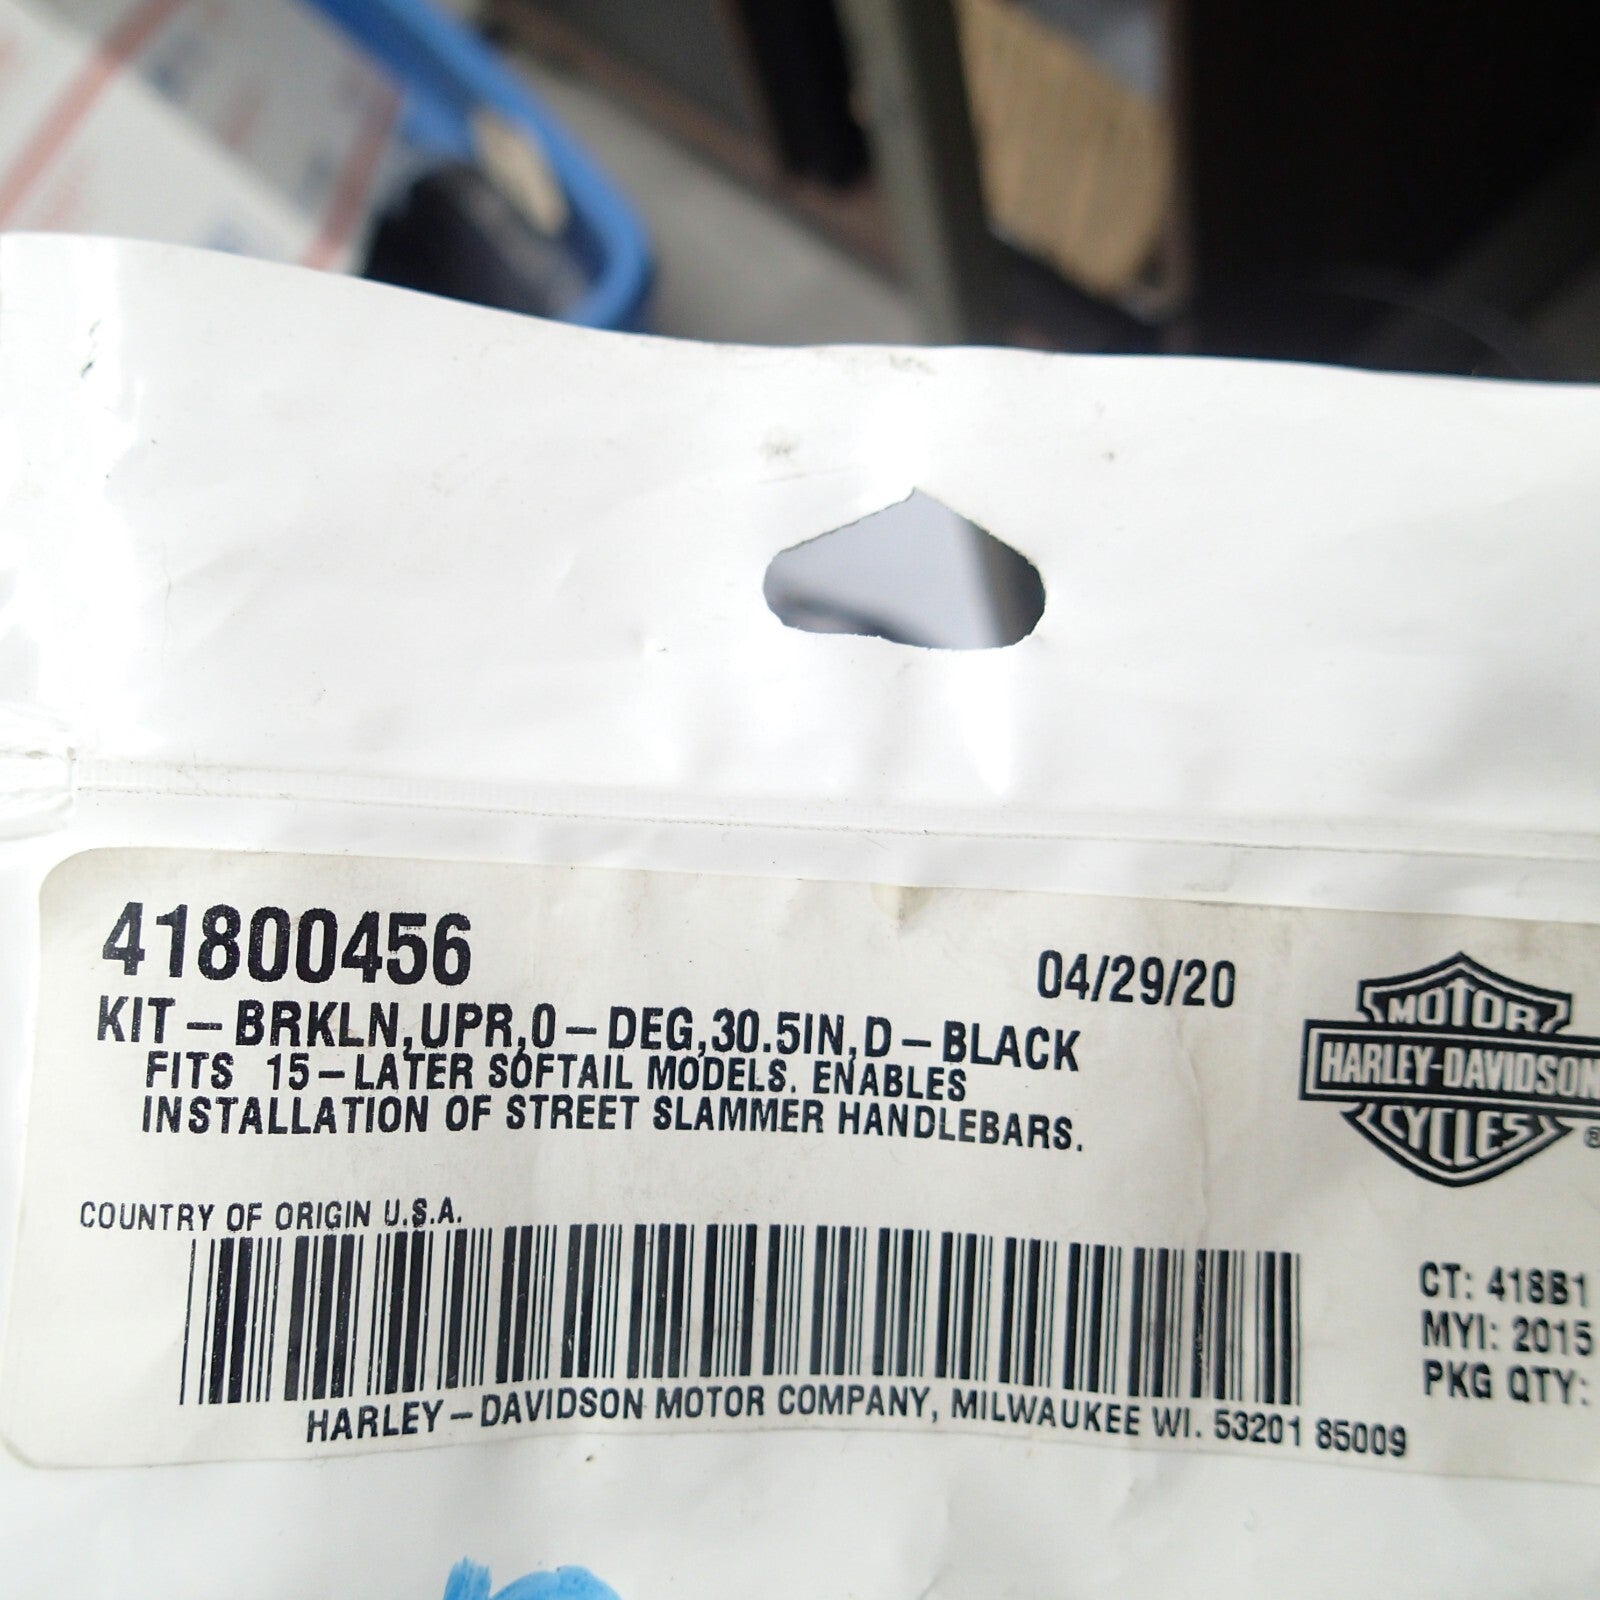 41800456
04/29/20
KIT-BRKLN,UPR,0-DEG,30.5IN,D-BLACK
FITS 15-LATER SOFTAIL MODELS. ENABLES
INSTALLATION OF STREET SLAMMER HANDLEBARS.
MOTOR
HARLEY-DAVIDSON
CYCLES
®
COUNTRY OF ORIGIN U.S.A.
CT: 418B1
MYI: 2015
PKG QTY:
HARLEY-DAVIDSON MOTOR COMPANY, MILWAUKEE WI. 53201 85009